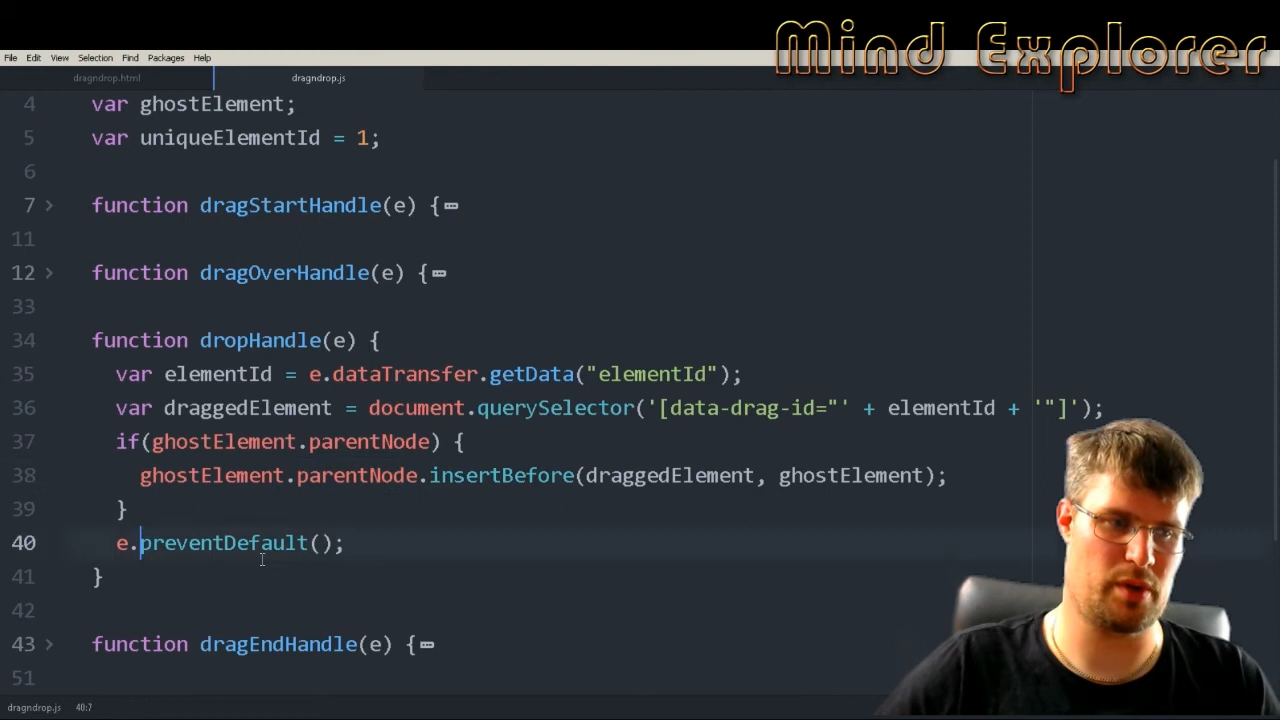 Mind Explorer
File Edit View Selection Find Packages Help
dragndrop.html dragndrop.js
4 var ghostElement;
5 var uniqueElementId = 1;
6
7 function dragStartHandle(e) {
11
12 function dragOverHandle(e) {
33
34 function dropHandle(e) {
35 var elementId = e.dataTransfer.getData("elementId");
36 var draggedElement = document.querySelector('[data-drag-id="' + elementId + '"]');
37 if(ghostElement.parentNode) {
38 ghostElement.parentNode.insertBefore(draggedElement, ghostElement);
39 }
40 e.preventDefault();
41 }
42
43 function dragEndHandle(e) {
51
dragndrop.js 40:7